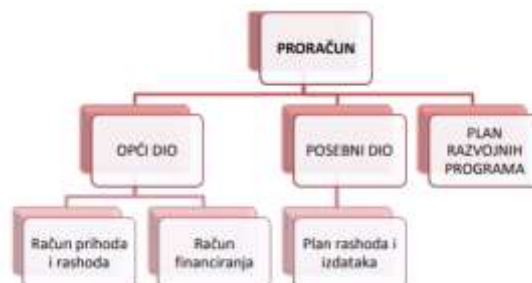 PRORAČUN
OPĆI DIO
POSEBNI DIO
PLAN
RAZVOJNIH
PROGRAMA
Račun prihoda
i rashoda
Račun
financiranja
Plan rashoda i
izdataka